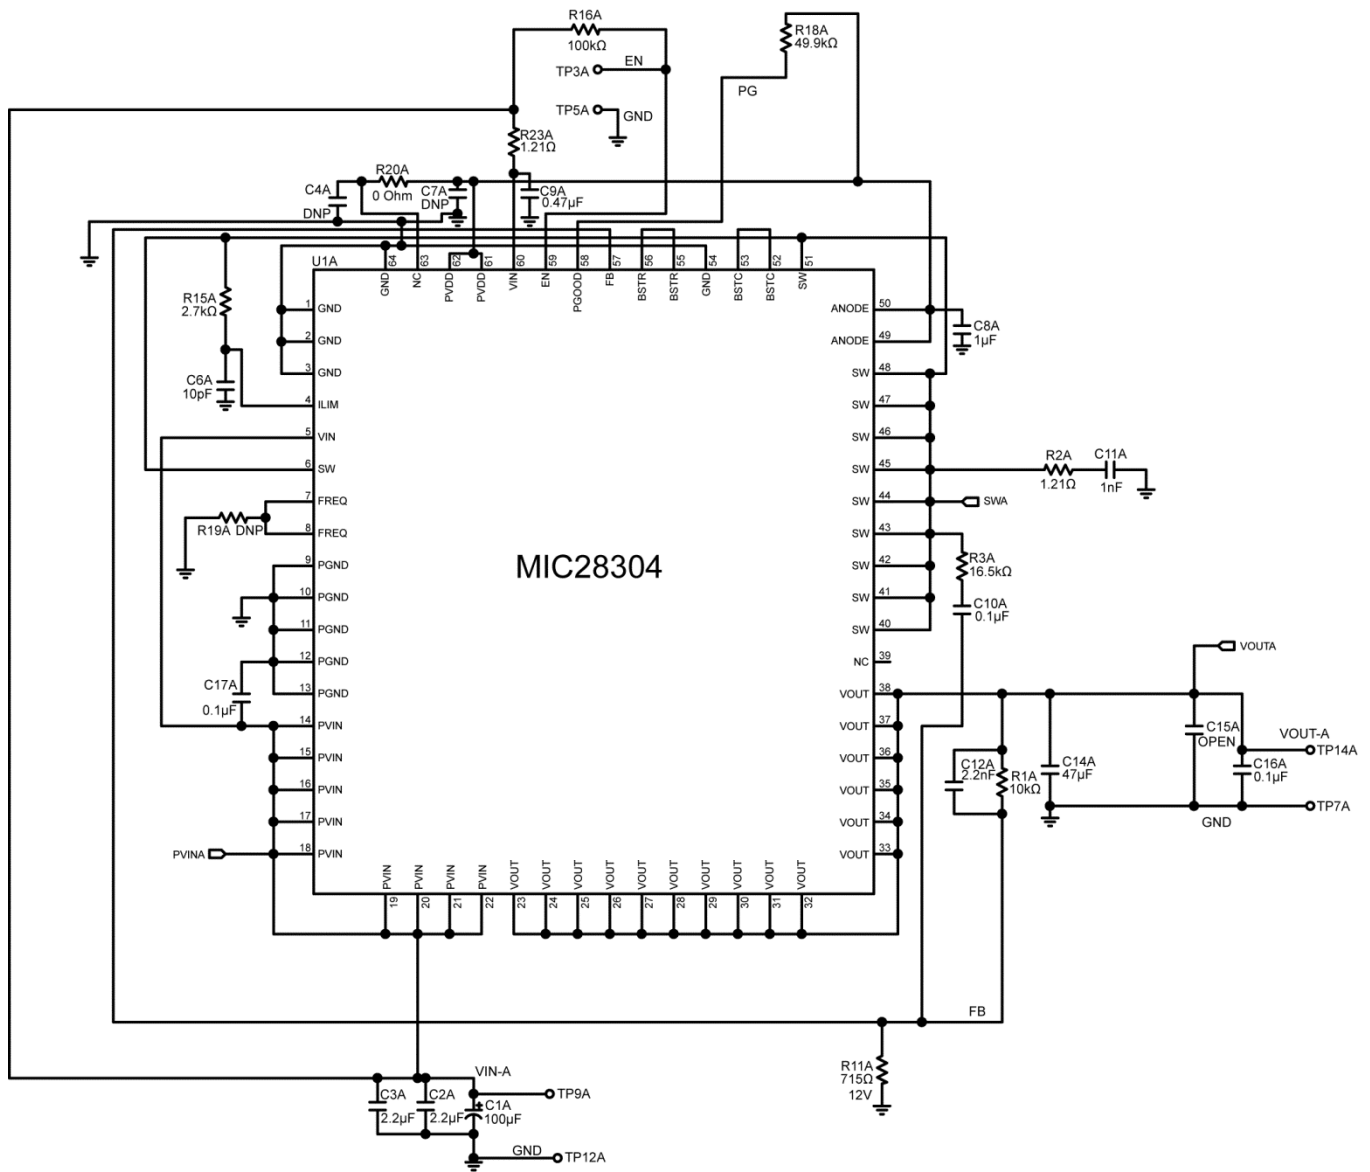 R16A
100kΩ
R18A
49.9kΩ
TP3A
EN
PG
TP5A
GND
R23A
1.21Ω
R20A
0 Ohm
C4A
DNP
C7A
DNP
C9A
0.47µF
U1A
64
63
62
61
60
59
58
57
56
55
54
53
52
51
GND
NC
PVDD
PVDD
VIN
EN
PGOOD
FB
BSTR
BSTR
GND
BSTC
BSTC
SW
R15A
2.7kΩ
C6A
10pF
R19A DNP
C17A
0.1µF
PVINA
1 GND
2 GND
3 GND
4 ILIM
5 VIN
6 SW
7 FREQ
8 FREQ
9 PGND
10 PGND
11 PGND
12 PGND
13 PGND
14 PVIN
15 PVIN
16 PVIN
17 PVIN
18 PVIN
MIC28304
ANODE 50
ANODE 49
SW 48
SW 47
SW 46
SW 45
SW 44
SW 43
SW 42
SW 41
SW 40
NC 39
VOUT 38
VOUT 37
VOUT 36
VOUT 35
VOUT 34
VOUT 33
C8A
1µF
R2A
1.21Ω
C11A
1nF
SWA
R3A
16.5kΩ
C10A
0.1µF
VOUTA
C15A
OPEN
VOUT-A
TP14A
C12A
2.2nF
R1A
10kΩ
C14A
47µF
C16A
0.1µF
GND
TP7A
PVIN
PVIN
PVIN
PVIN
VOUT
VOUT
VOUT
VOUT
VOUT
VOUT
VOUT
VOUT
VOUT
VOUT
19
20
21
22
23
24
25
26
27
28
29
30
31
32
FB
R11A
715Ω
12V
VIN-A
TP9A
C3A
2.2µF
C2A
2.2µF
C1A
100µF
GND
TP12A